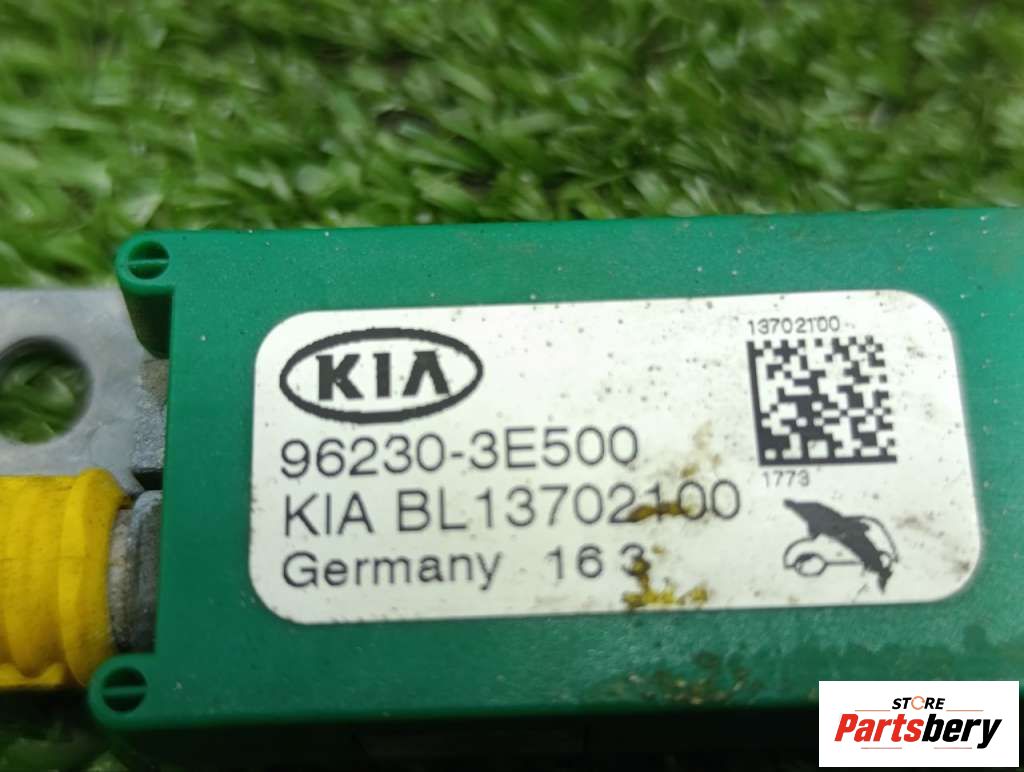 KIA
13702100
96230-3E500
1773
KIA BL13702100
Germany 16 3
STORE
Partsbery